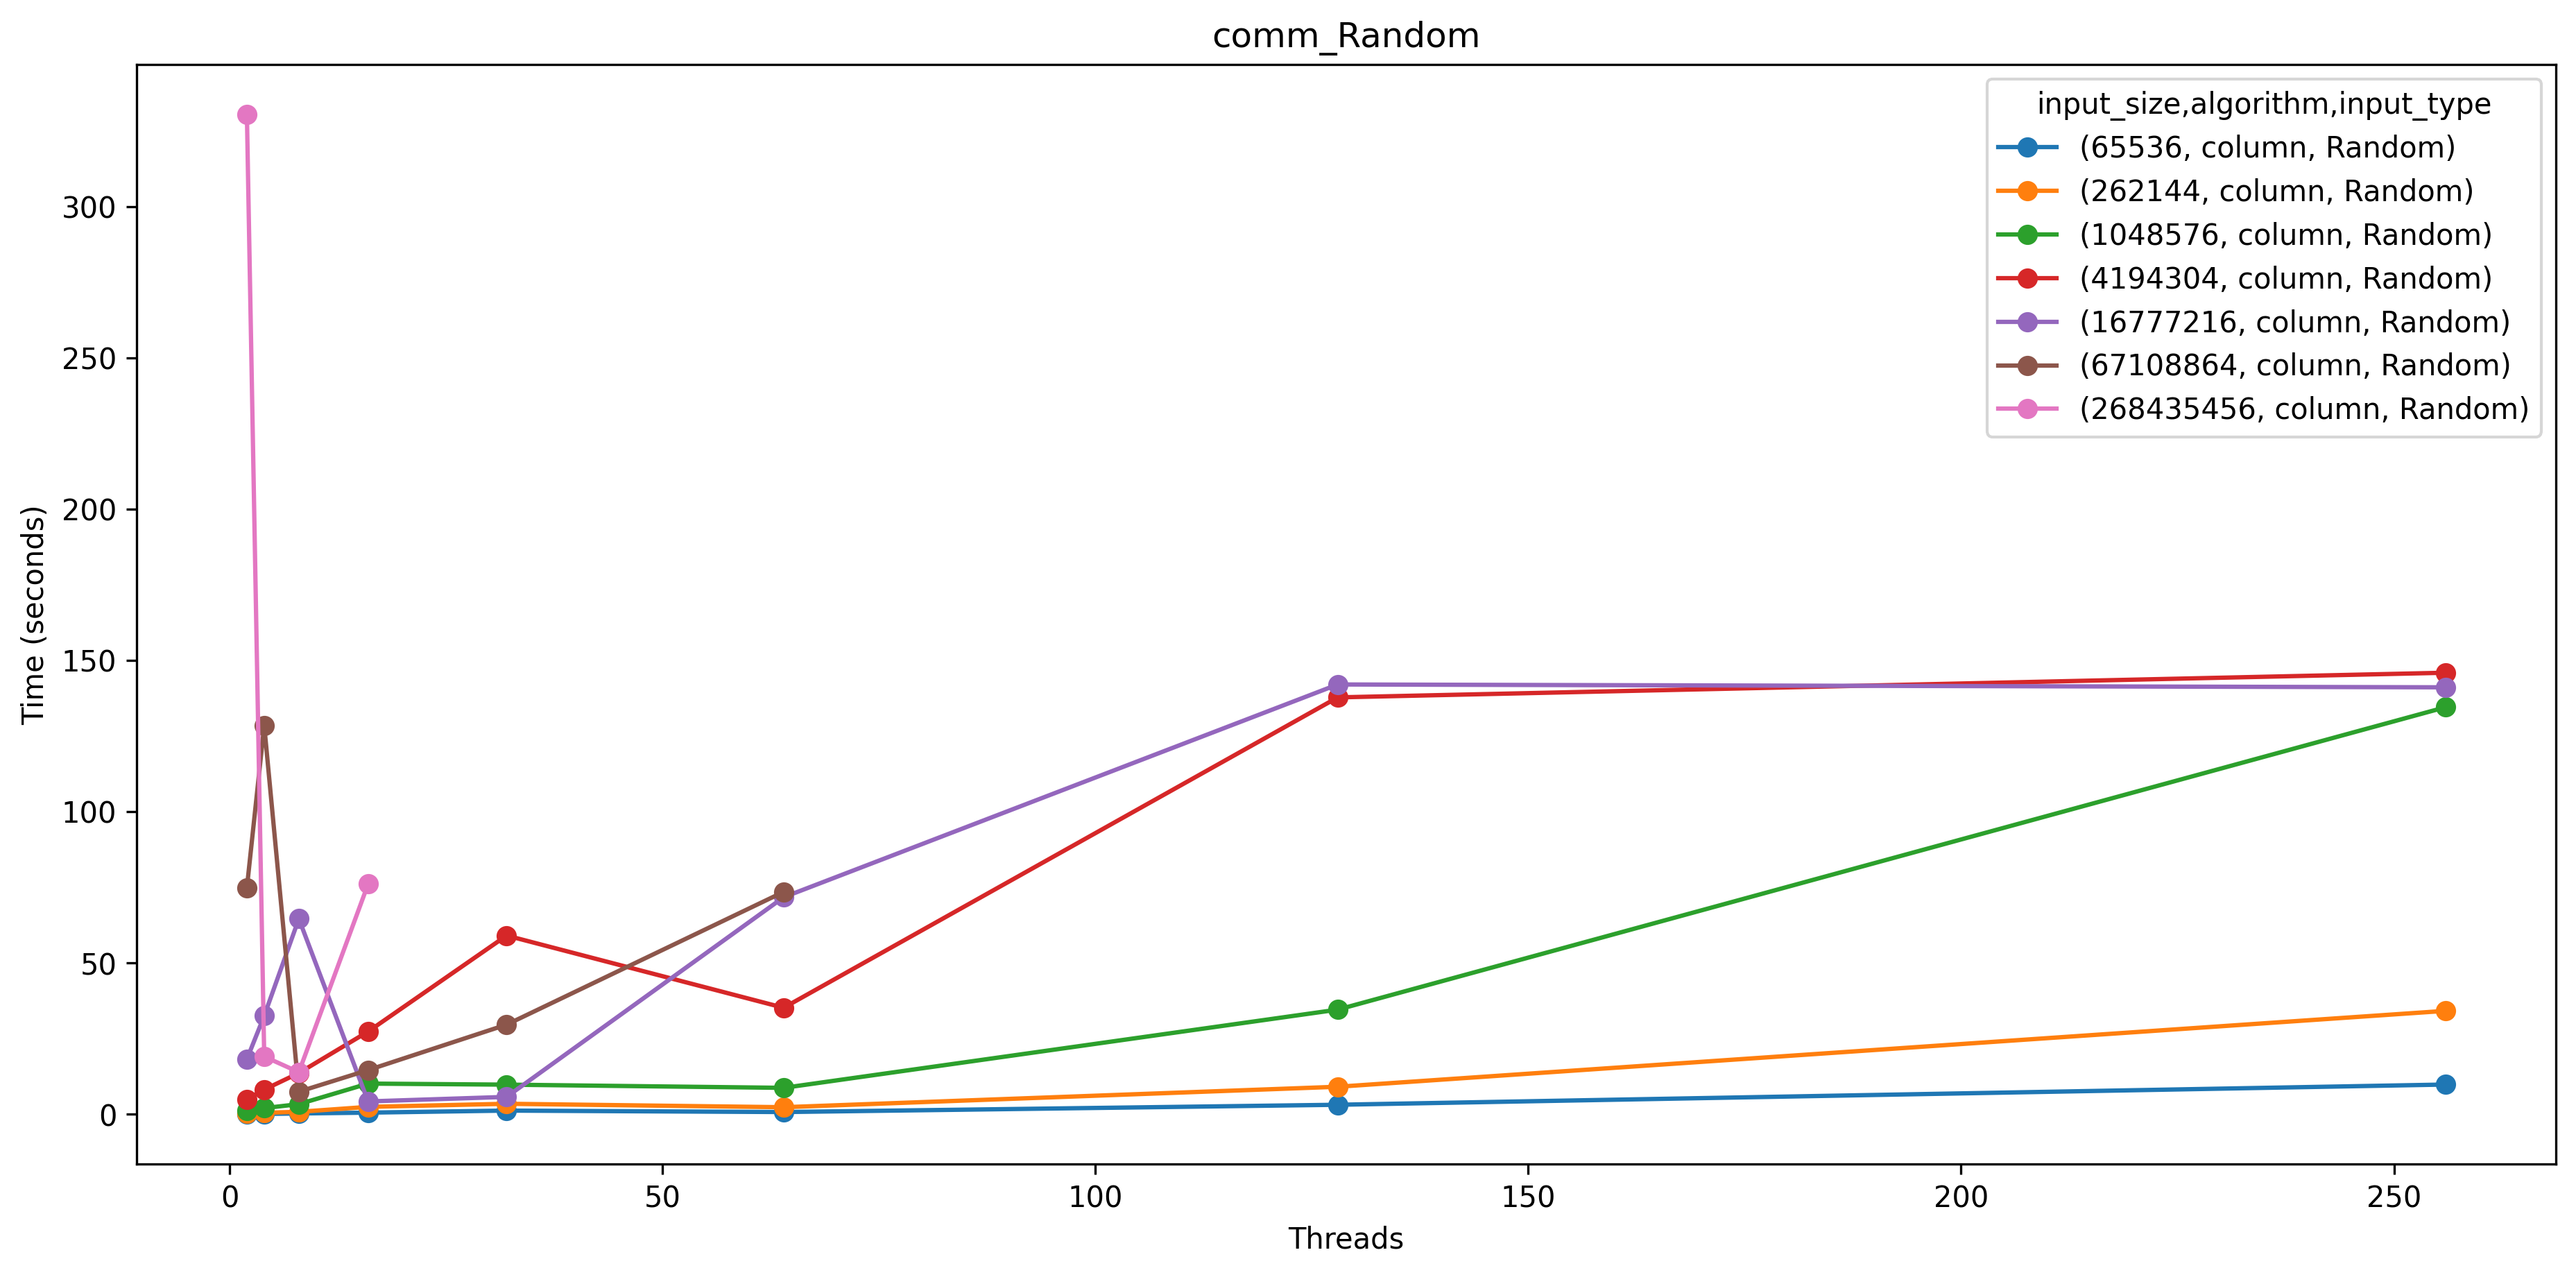 comm_Random
input_size,algorithm,input_type
(65536, column, Random)
(262144, column, Random)
(1048576, column, Random)
(4194304, column, Random)
(16777216, column, Random)
(67108864, column, Random)
(268435456, column, Random)
Time (seconds)
300
250
200
150
100
50
0
0 50 100 150 200 250
Threads